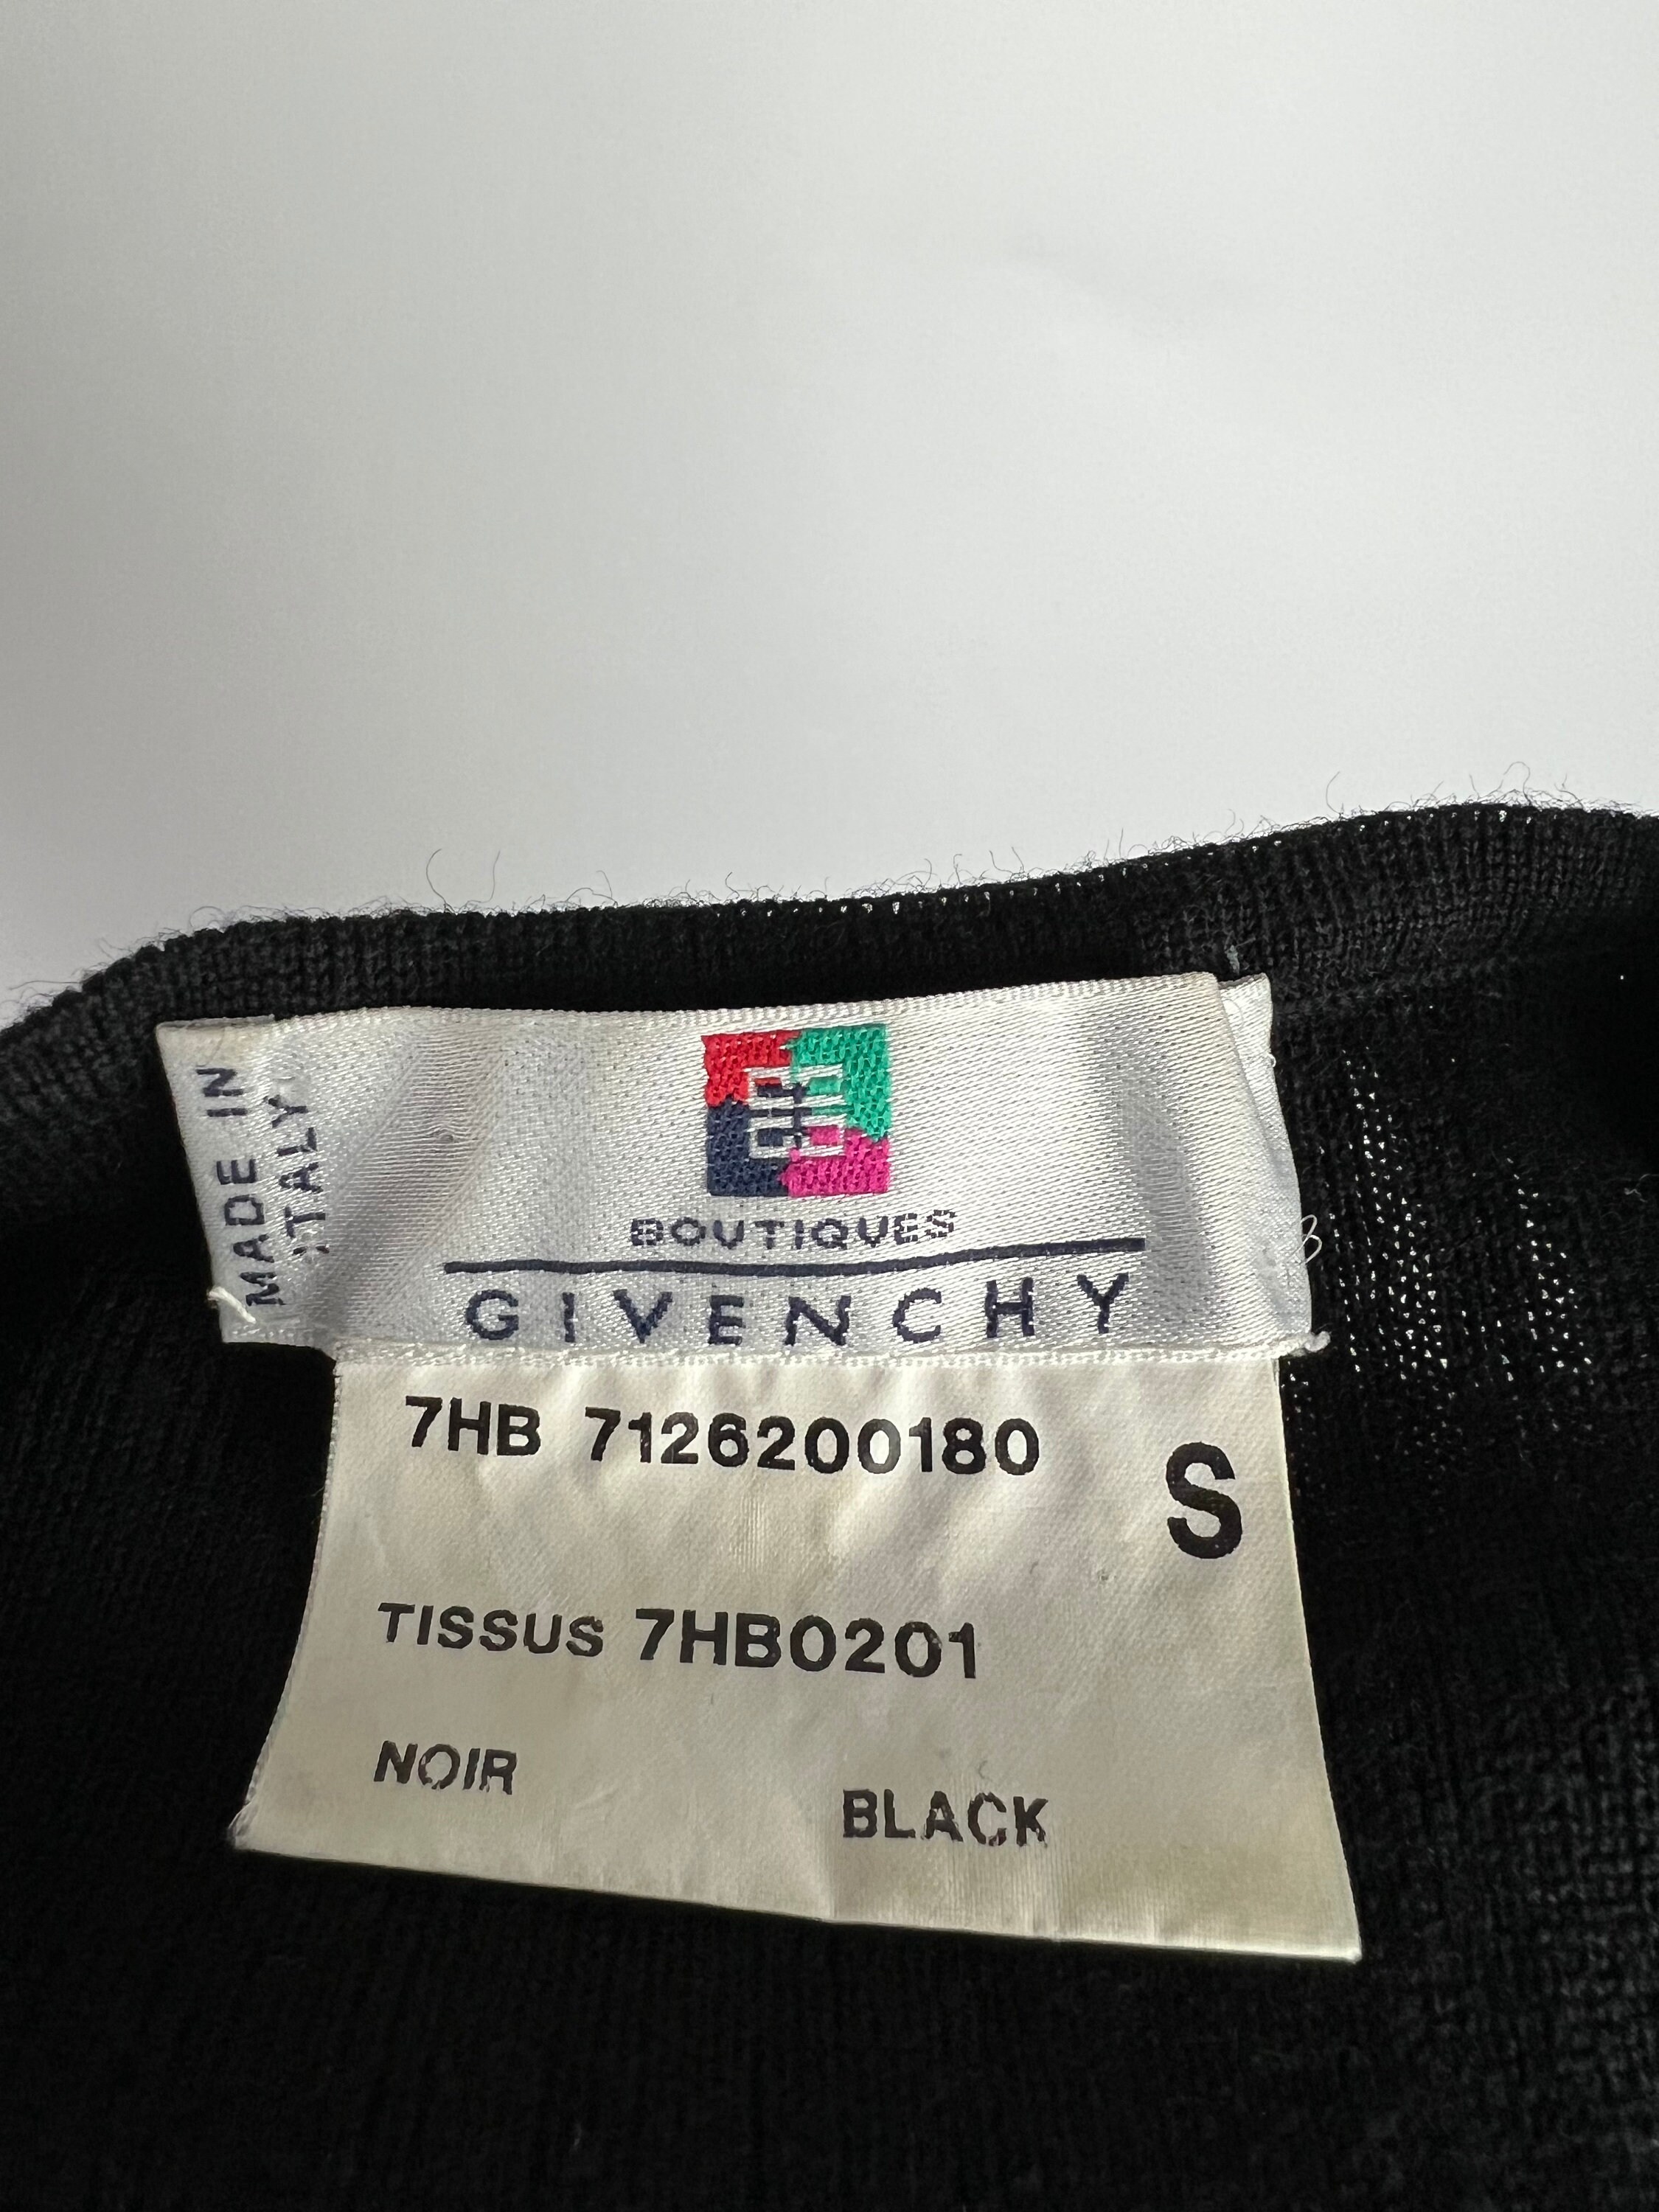 MADE IN
ITALY
BOUTIQUES
GIVENCHY
7HB 7126200180
S
TISSUS 7HB0201
NOIR
BLACK